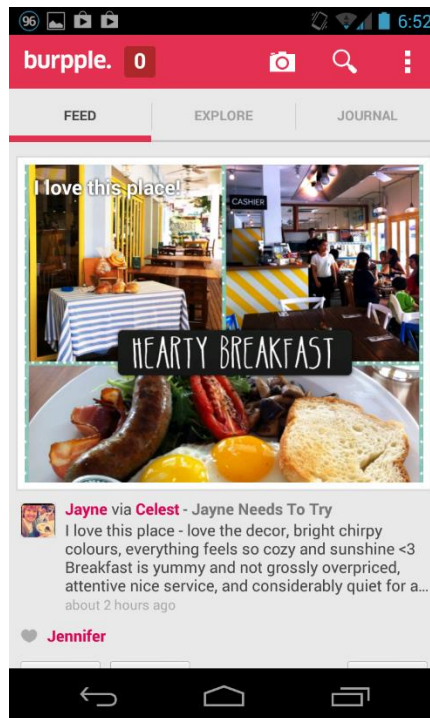 96
6:52
burpple. 0
FEED EXPLORE JOURNAL
I love this place!
CASHIER
HEARTY BREAKFAST
Jayne via Celest - Jayne Needs To Try
I love this place - love the decor, bright chirpy
colours, everything feels so cozy and sunshine <3
Breakfast is yummy and not grossly overpriced,
attentive nice service, and considerably quiet for a...
about 2 hours ago
Jennifer